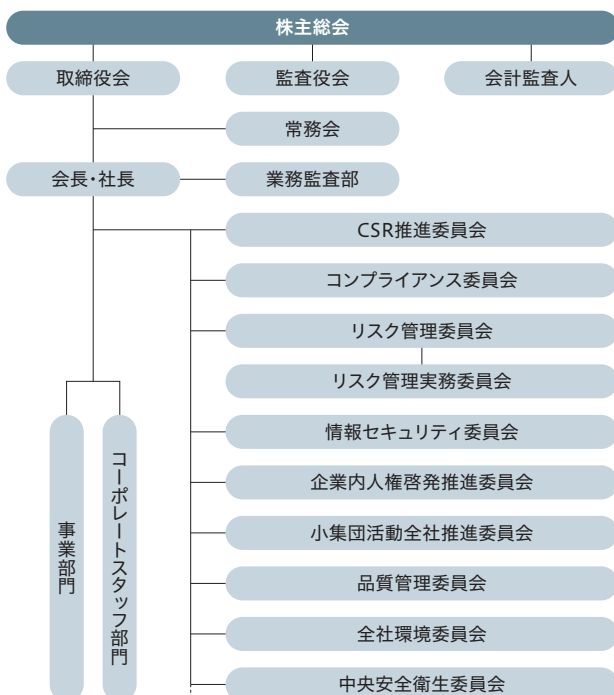 株主総会
取締役会
監査役会
会計監査人
常務会
会長・社長
業務監査部
CSR推進委員会
コンプライアンス委員会
リスク管理委員会
リスク管理実務委員会
情報セキュリティ委員会
企業内人権啓発推進委員会
小集団活動全社推進委員会
品質管理委員会
全社環境委員会
中央安全衛生委員会
事業部門
コーポレートスタッフ部門